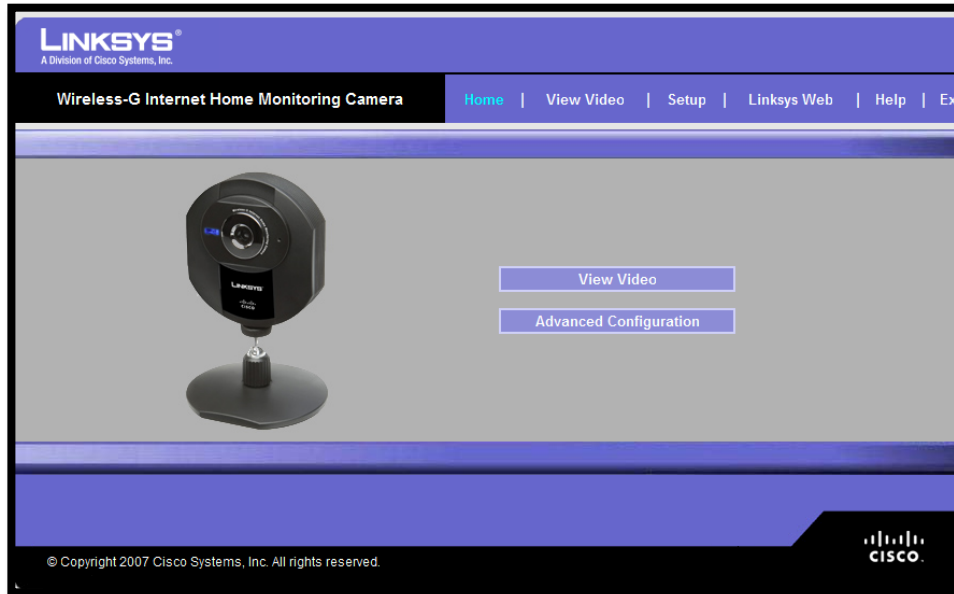 LINKSYS®
A Division of Cisco Systems, Inc.
Wireless-G Internet Home Monitoring Camera
Home | View Video | Setup | Linksys Web | Help | Ex
LINKSYS
CISCO
View Video
Advanced Configuration
© Copyright 2007 Cisco Systems, Inc. All rights reserved.
CISCO.